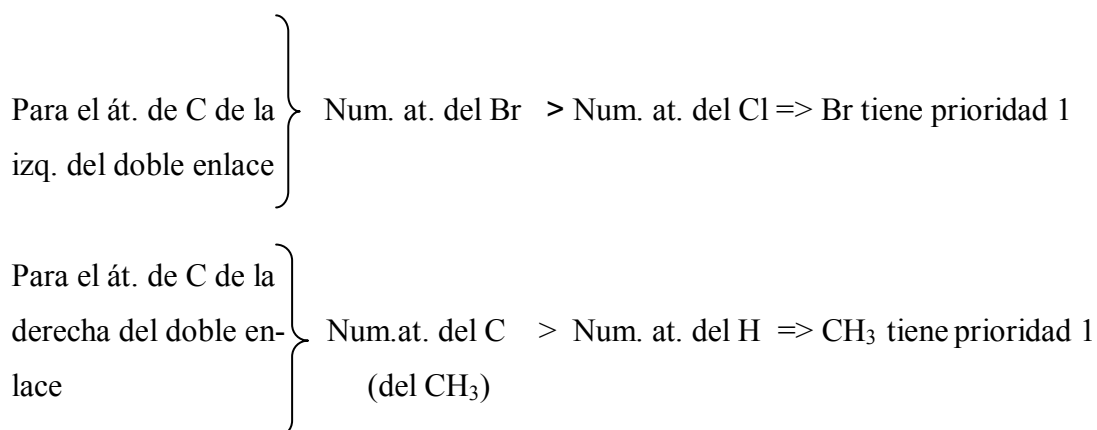 Para el át. de C de la Num. at. del Br > Num. at. del Cl => Br tiene prioridad 1
izq. del doble enlace
Para el át. de C de la
derecha del doble en- Num.at. del C > Num. at. del H => CH₃ tiene prioridad 1
lace (del CH₃)